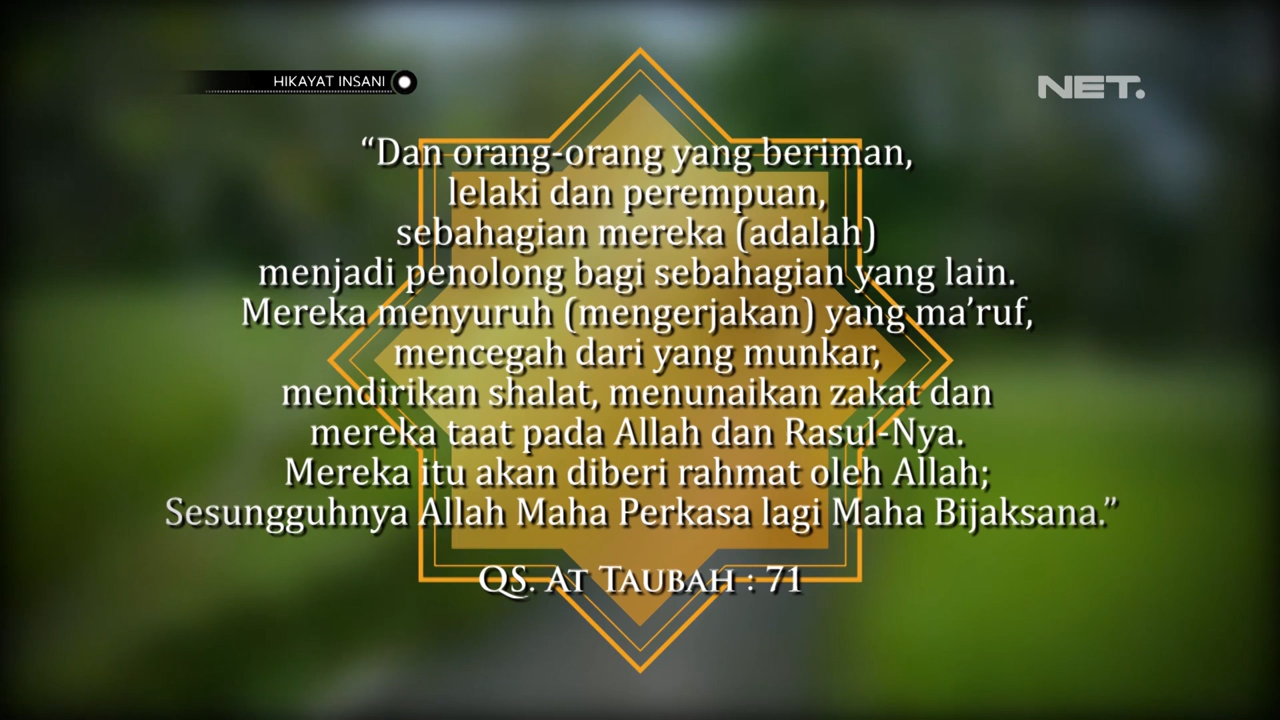 HIKAYAT INSANI
NET.
“Dan orang-orang yang beriman,
lelaki dan perempuan,
sebahagian mereka (adalah)
menjadi penolong bagi sebahagian yang lain.
Mereka menyuruh (mengerjakan) yang ma’ruf,
mencegah dari yang munkar,
mendirikan shalat, menunaikan zakat dan
mereka taat pada Allah dan Rasul-Nya.
Mereka itu akan diberi rahmat oleh Allah;
Sesungguhnya Allah Maha Perkasa lagi Maha Bijaksana.”
QS. At Taubah : 71